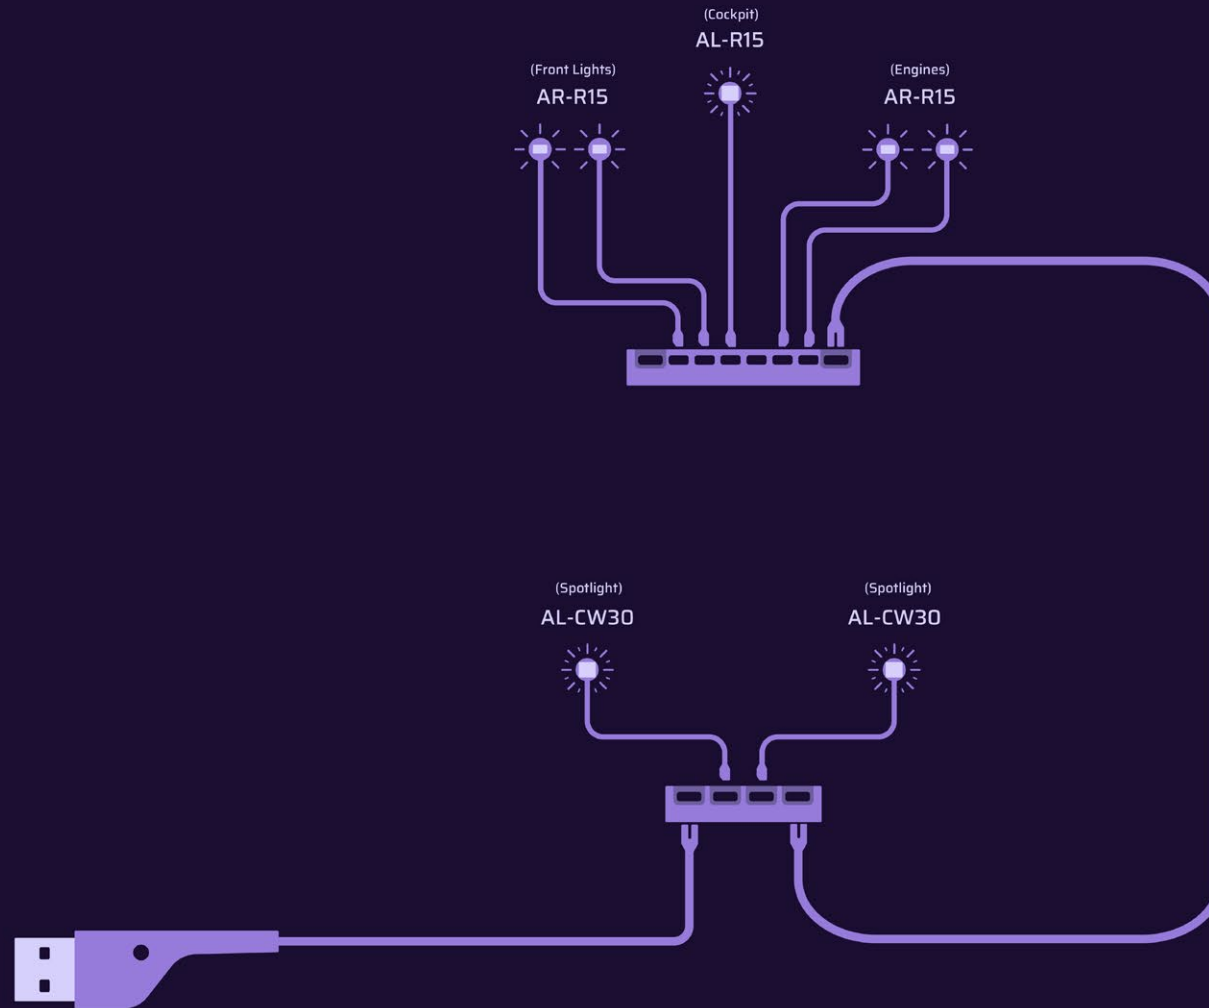 (Cockpit)
AL-R15
(Front Lights)
AR-R15
(Engines)
AR-R15
(Spotlight)
AL-CW30
(Spotlight)
AL-CW30